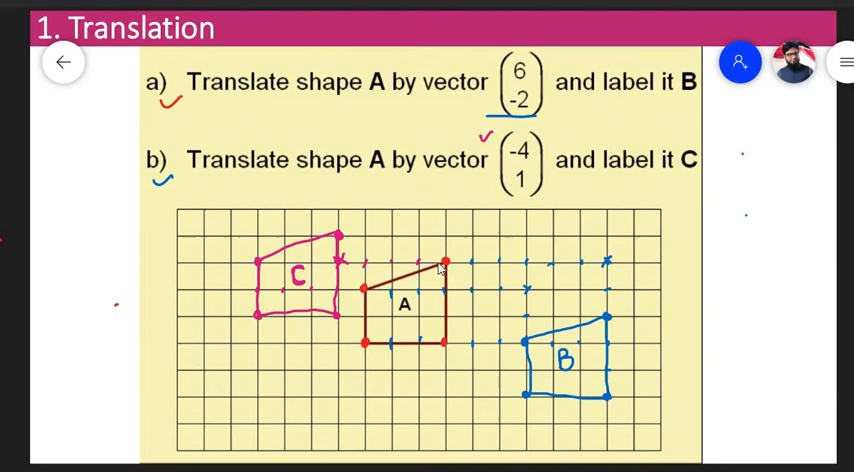 1. Translation
a) Translate shape A by vector (6 -2) and label it B
b) Translate shape A by vector (-4 1) and label it C
C
A
B